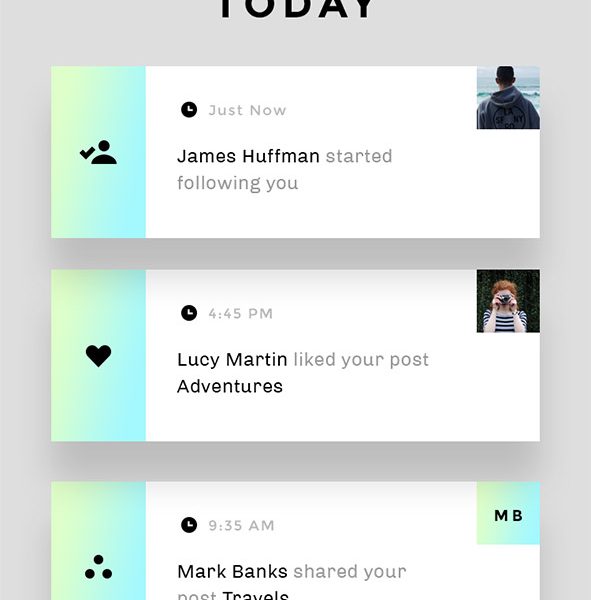 TODAY
Just Now
James Huffman started
following you
4:45 PM
Lucy Martin liked your post
Adventures
MB
9:35 AM
Mark Banks shared your
post Travels